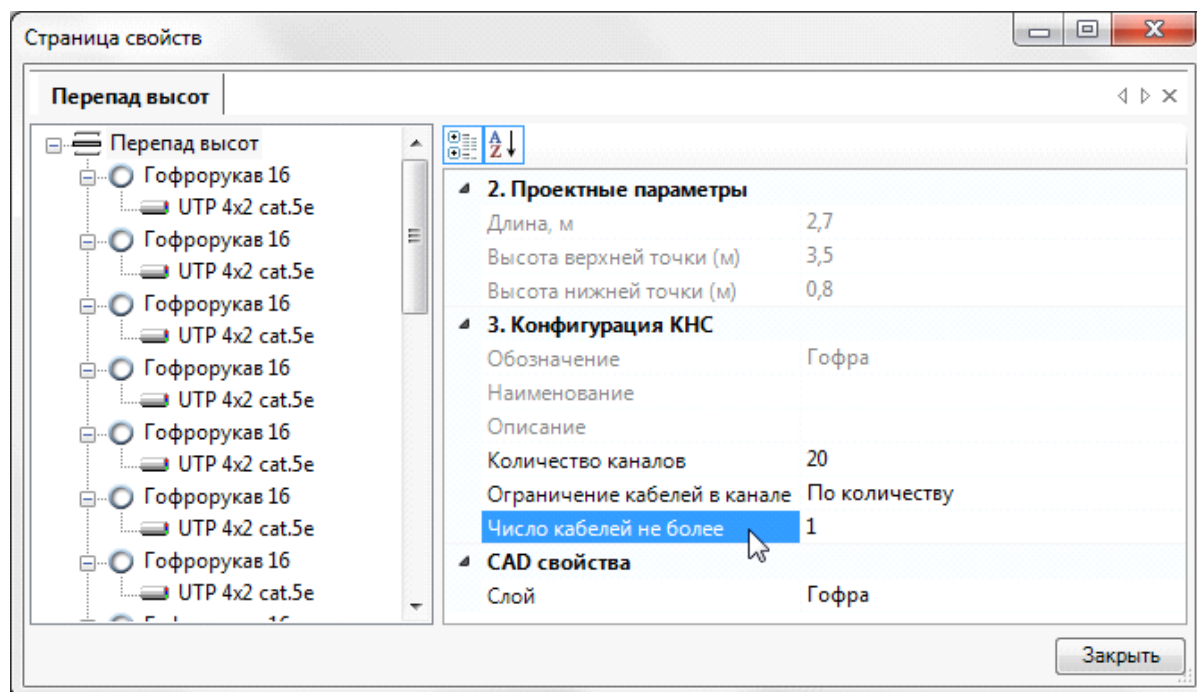 Страница свойств
Перепад высот
Перепад высот
Гофрорукав 16
UTP 4x2 cat.5e
Гофрорукав 16
UTP 4x2 cat.5e
Гофрорукав 16
UTP 4x2 cat.5e
Гофрорукав 16
UTP 4x2 cat.5e
Гофрорукав 16
UTP 4x2 cat.5e
Гофрорукав 16
UTP 4x2 cat.5e
Гофрорукав 16
UTP 4x2 cat.5e
2. Проектные параметры
Длина, м 2,7
Высота верхней точки (м) 3,5
Высота нижней точки (м) 0,8
3. Конфигурация КНС
Обозначение Гофра
Наименование
Описание
Количество каналов 20
Ограничение кабелей в канале По количеству
Число кабелей не более 1
CAD свойства
Слой Гофра
Закрыть